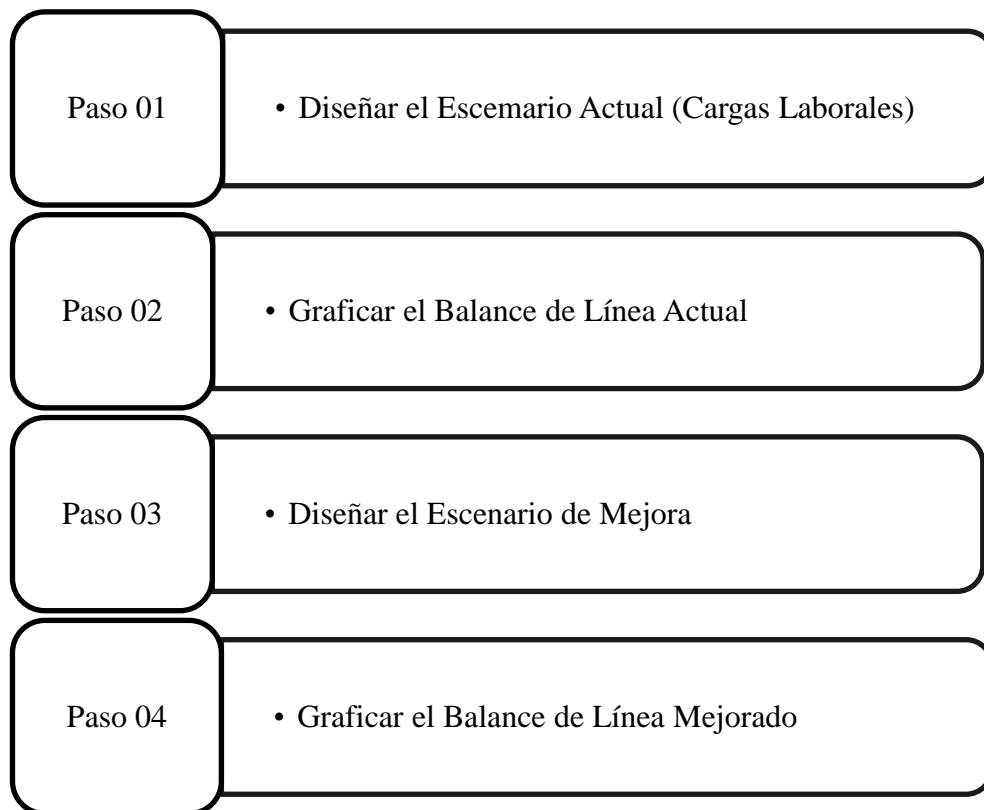 Paso 01
• Diseñar el Escemario Actual (Cargas Laborales)
Paso 02
• Graficar el Balance de Línea Actual
Paso 03
• Diseñar el Escenario de Mejora
Paso 04
• Graficar el Balance de Línea Mejorado